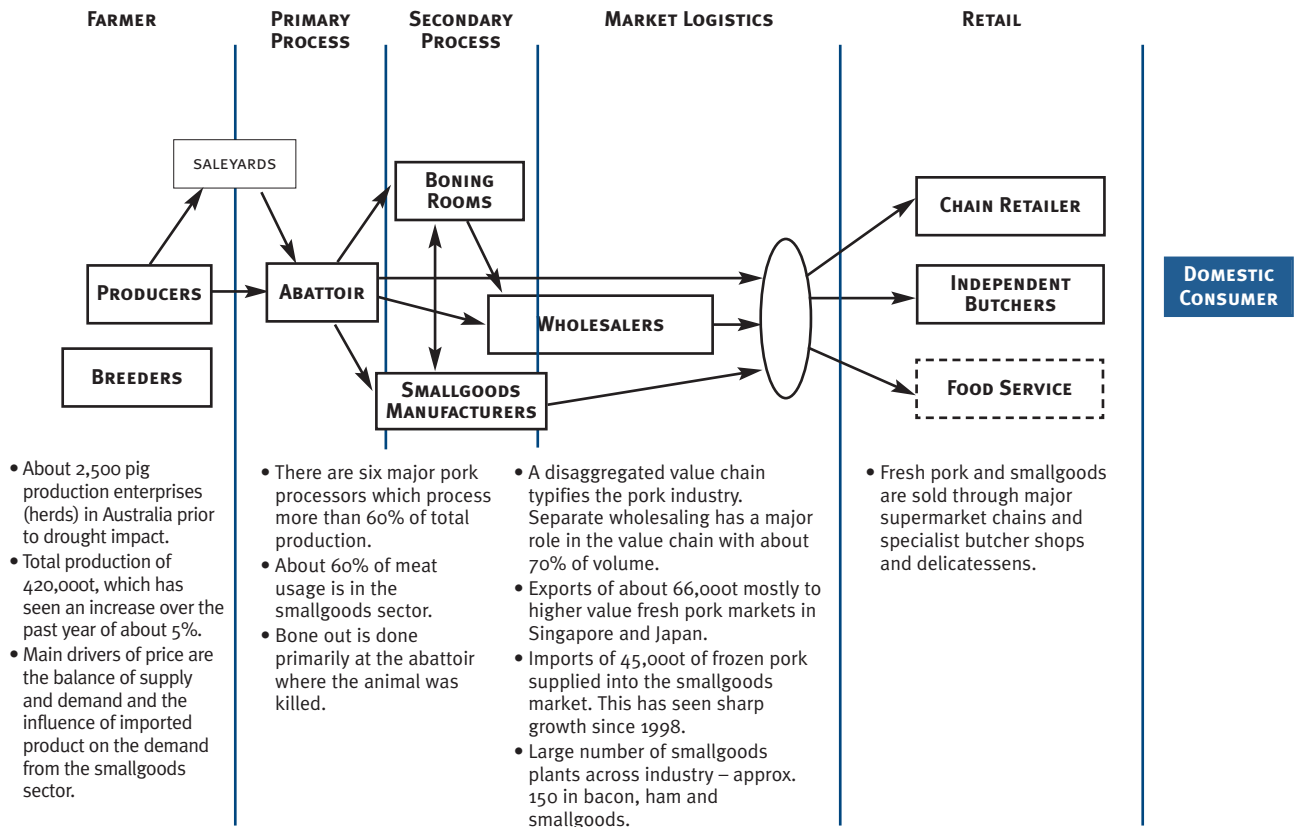 FARMER
PRIMARY
PROCESS
SECONDARY
PROCESS
MARKET LOGISTICS
RETAIL
SALEYARDS
BONING
ROOMS
CHAIN RETAILER
PRODUCERS
ABATTOIR
WHOLESALERS
INDEPENDENT
BUTCHERS
DOMESTIC
CONSUMER
BREEDERS
SMALLGOODS
MANUFACTURERS
FOOD SERVICE
• About 2,500 pig
production enterprises
(herds) in Australia prior
to drought impact.
• Total production of
420,000t, which has
seen an increase over the
past year of about 5%.
• Main drivers of price are
the balance of supply
and demand and the
influence of imported
product on the demand
from the smallgoods
sector.
• There are six major pork
processors which process
more than 60% of total
production.
• About 60% of meat
usage is in the
smallgoods sector.
• Bone out is done
primarily at the abattoir
where the animal was
killed.
• A disaggregated value chain
typifies the pork industry.
Separate wholesaling has a major
role in the value chain with about
70% of volume.
• Exports of about 66,000t mostly to
higher value fresh pork markets in
Singapore and Japan.
• Imports of 45,000t of frozen pork
supplied into the smallgoods
market. This has seen sharp
growth since 1998.
• Large number of smallgoods
plants across industry – approx.
150 in bacon, ham and
smallgoods.
• Fresh pork and smallgoods
are sold through major
supermarket chains and
specialist butcher shops
and delicatessens.